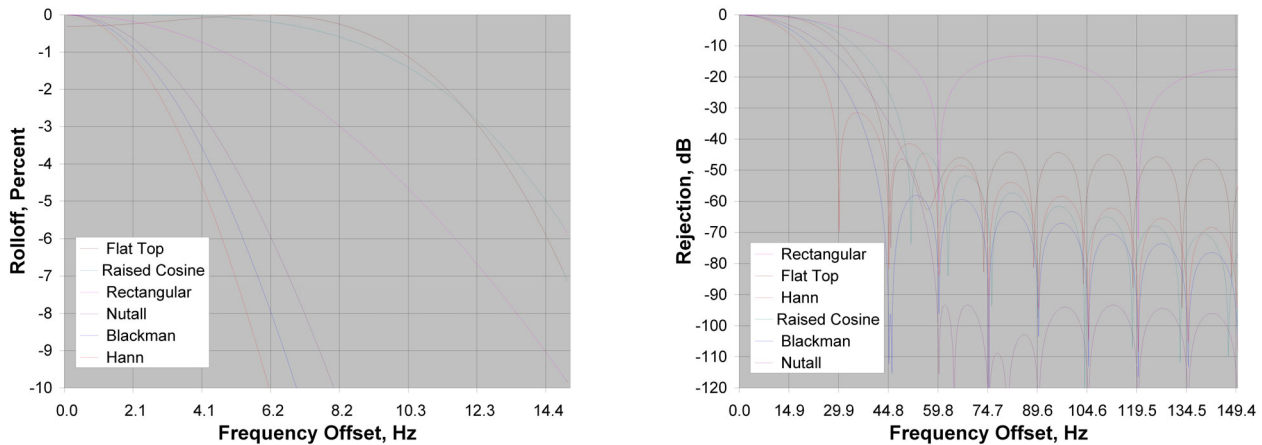 0
-1
-2
-3
-4
-5
-6
-7
-8
-9
-10
Rolloff, Percent
Flat Top
Raised Cosine
Rectangular
Nutall
Blackman
Hann
0.0 2.1 4.1 6.2 8.2 10.3 12.3 14.4
Frequency Offset, Hz
0
-10
-20
-30
-40
-50
-60
-70
-80
-90
-100
-110
-120
Rejection, dB
Rectangular
Flat Top
Hann
Raised Cosine
Blackman
Nutall
0.0 14.9 29.9 44.8 59.8 74.7 89.6 104.6 119.5 134.5 149.4
Frequency Offset, Hz